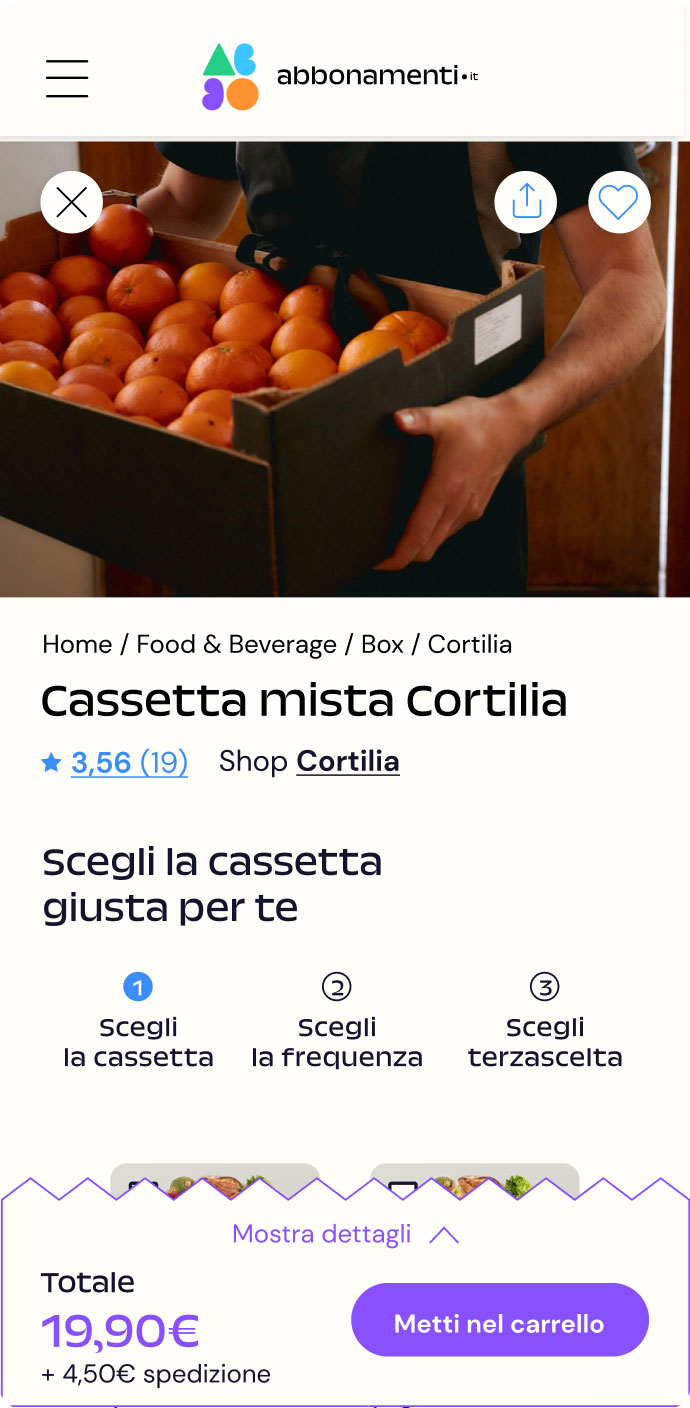 abbonamenti.it
Home / Food & Beverage / Box / Cortilia
Cassetta mista Cortilia
3,56 (19) Shop Cortilia
Scegli la cassetta
giusta per te
1 2 3
Scegli Scegli Scegli
la cassetta la frequenza terzascelta
Mostra dettagli
Totale
19,90€
Metti nel carrello
+ 4,50€ spedizione